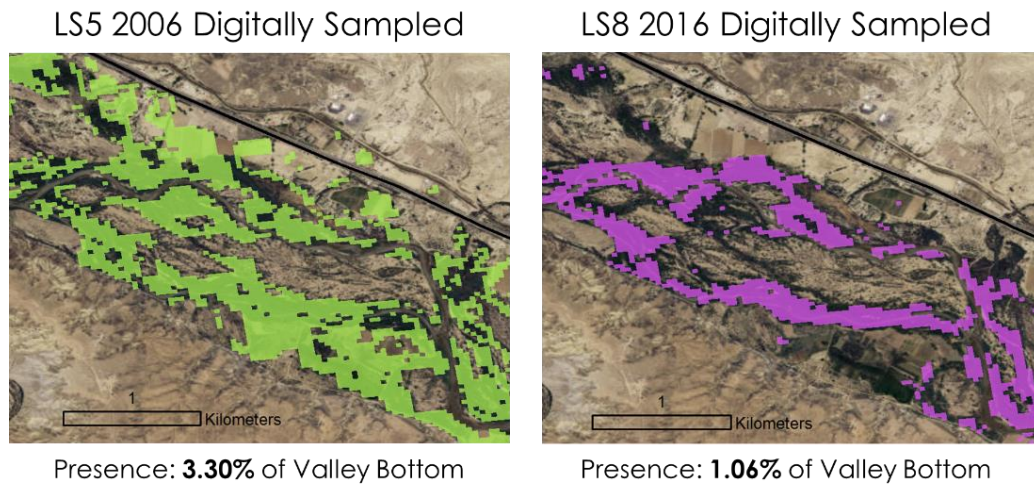 LS5 2006 Digitally Sampled
LS8 2016 Digitally Sampled
1
Kilometers
1
Kilometers
Presence: 3.30% of Valley Bottom
Presence: 1.06% of Valley Bottom